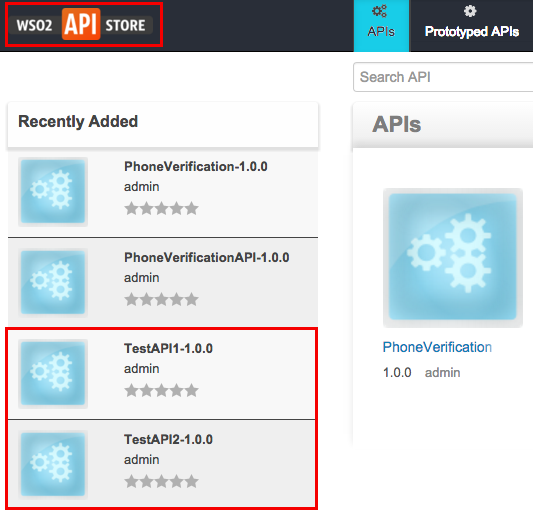 WSO2 API STORE
APIs
Prototyped APIs
Search API
Recently Added
PhoneVerification-1.0.0
admin
PhoneVerificationAPI-1.0.0
admin
TestAPI1-1.0.0
admin
TestAPI2-1.0.0
admin
APIs
PhoneVerification
1.0.0 admin